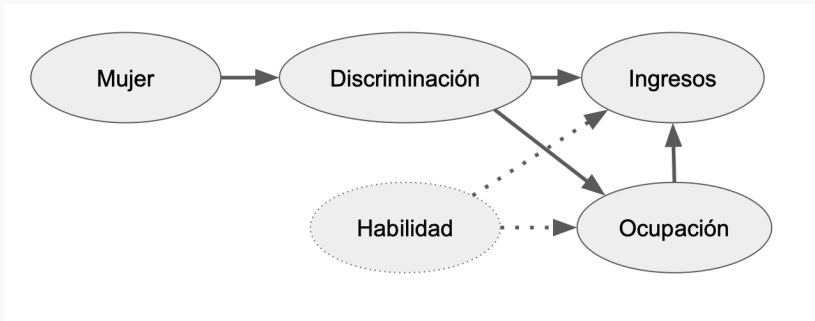 Mujer
Discriminación
Ingresos
Habilidad
Ocupación